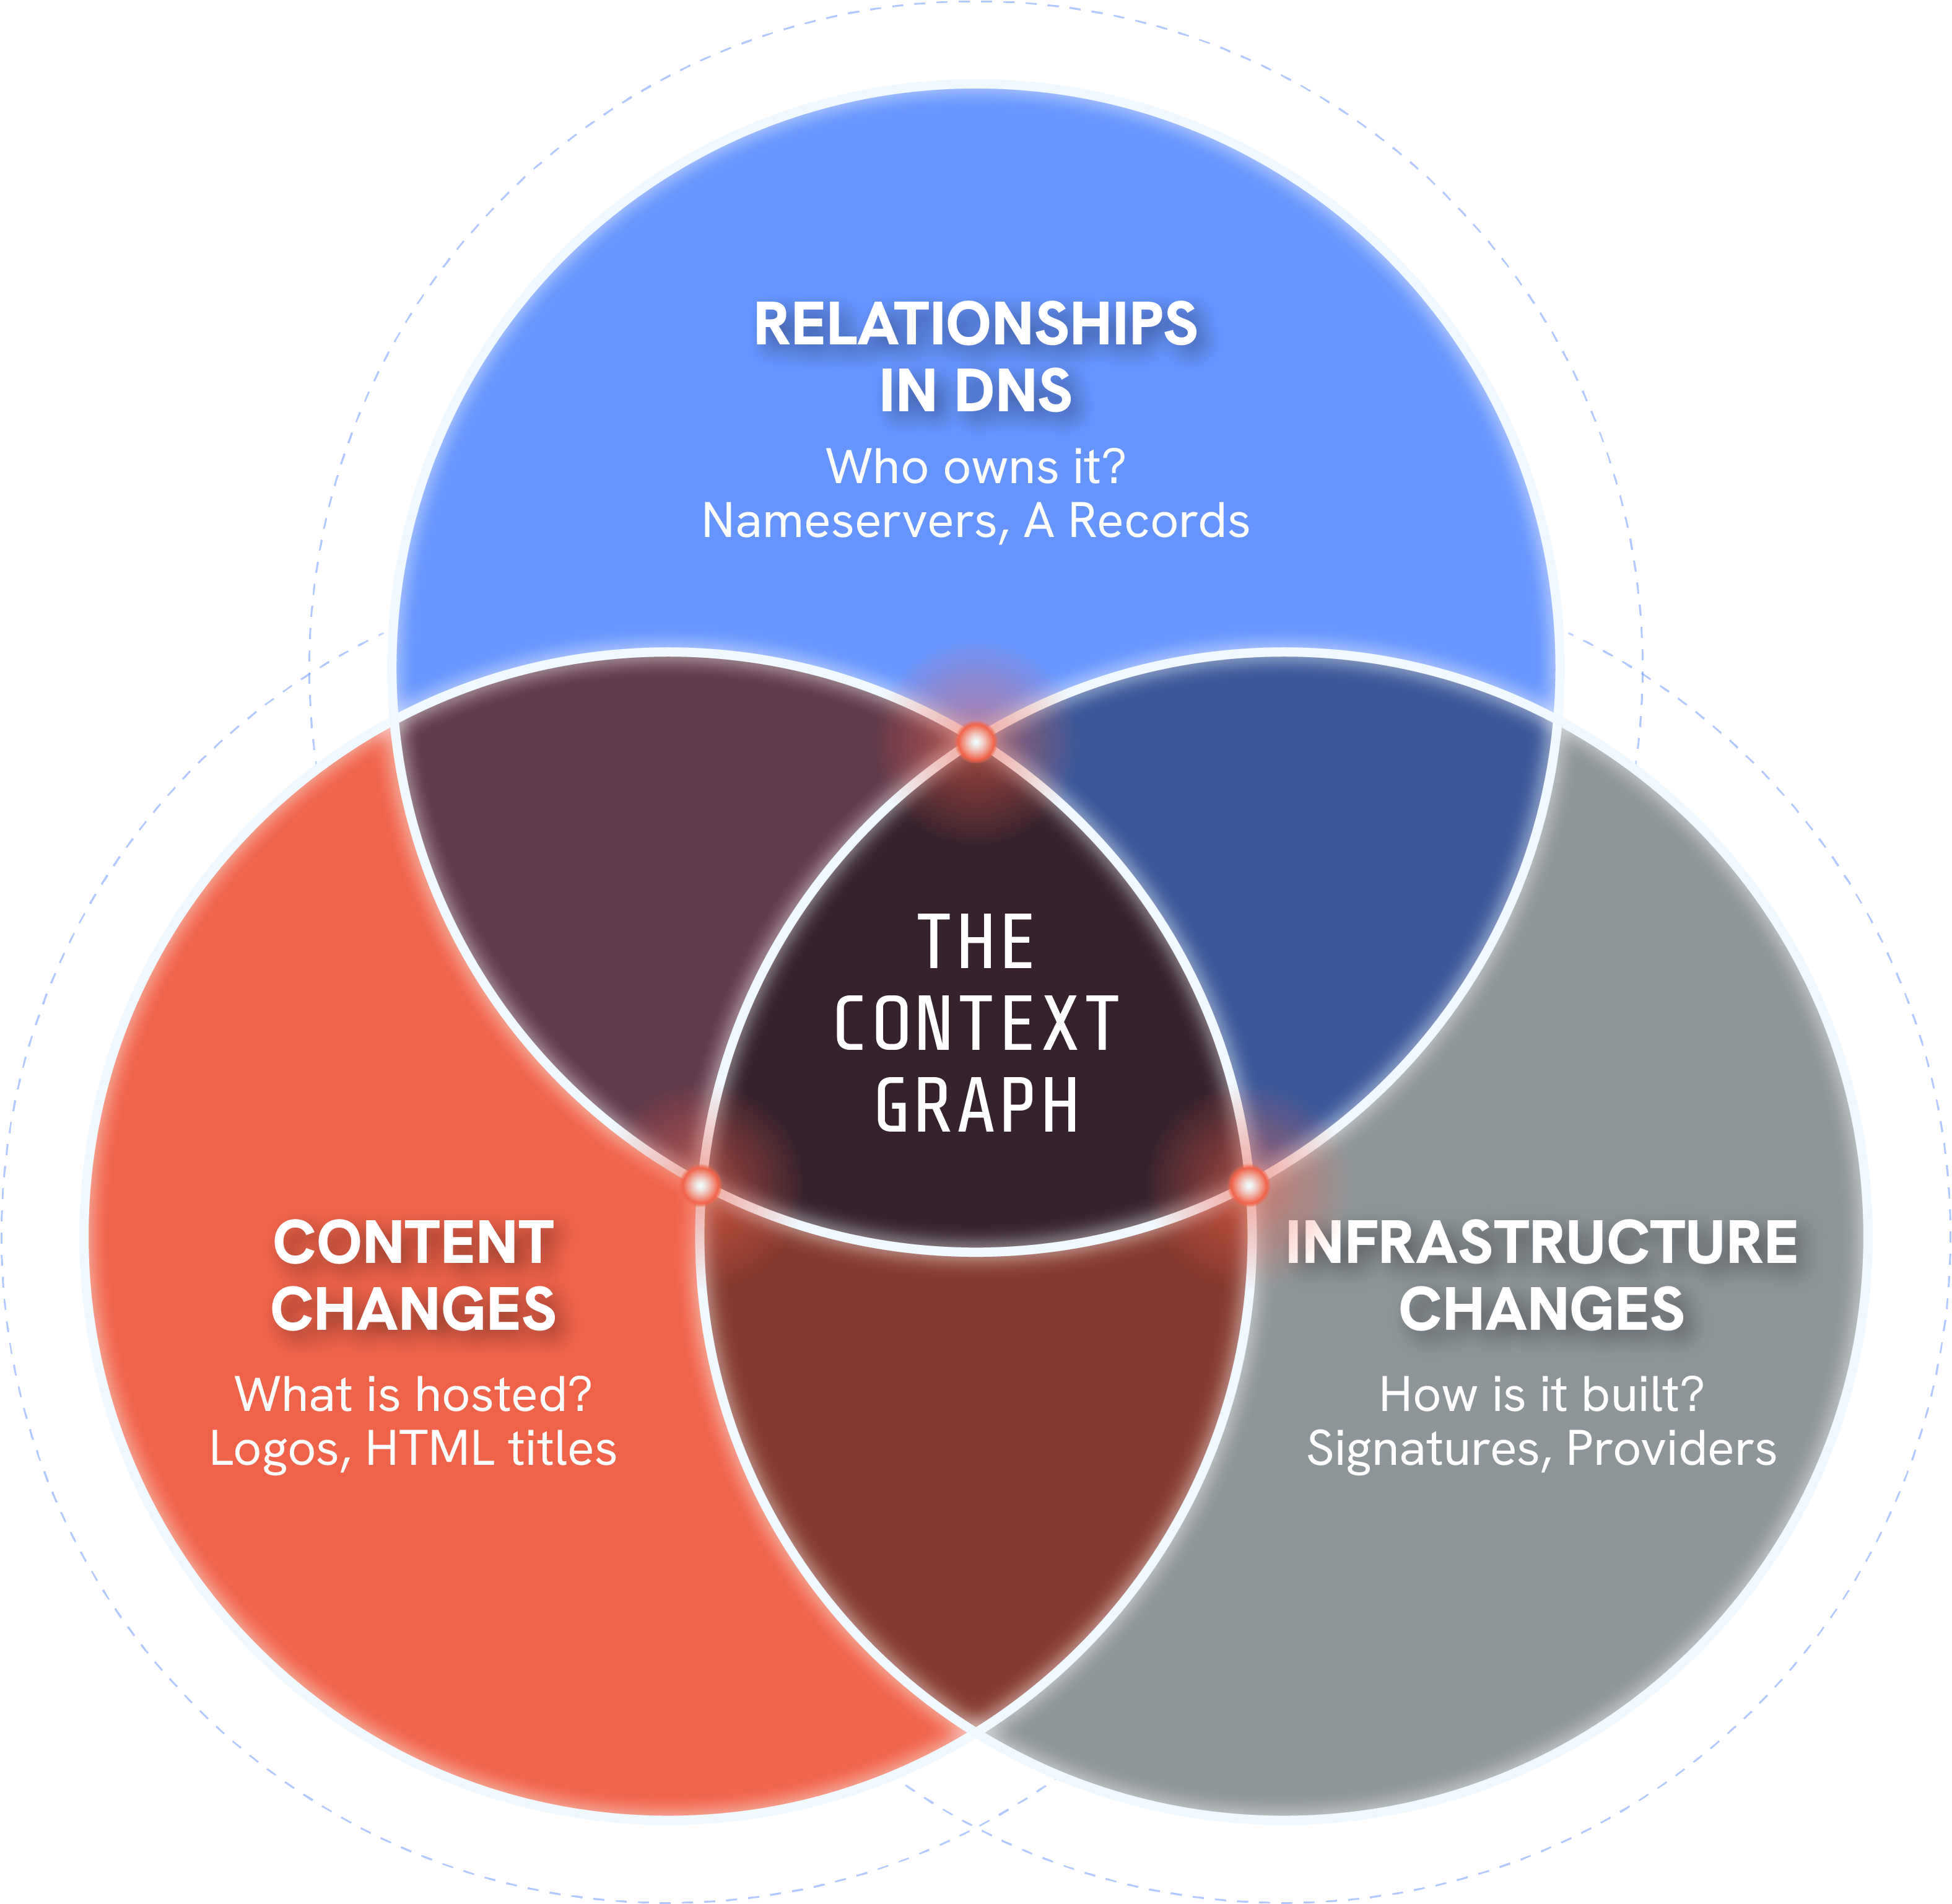 RELATIONSHIPS
IN DNS
Who owns it?
Nameservers, A Records
THE
CONTEXT
GRAPH
CONTENT
CHANGES
What is hosted?
Logos, HTML titles
INFRASTRUCTURE
CHANGES
How is it built?
Signatures, Providers